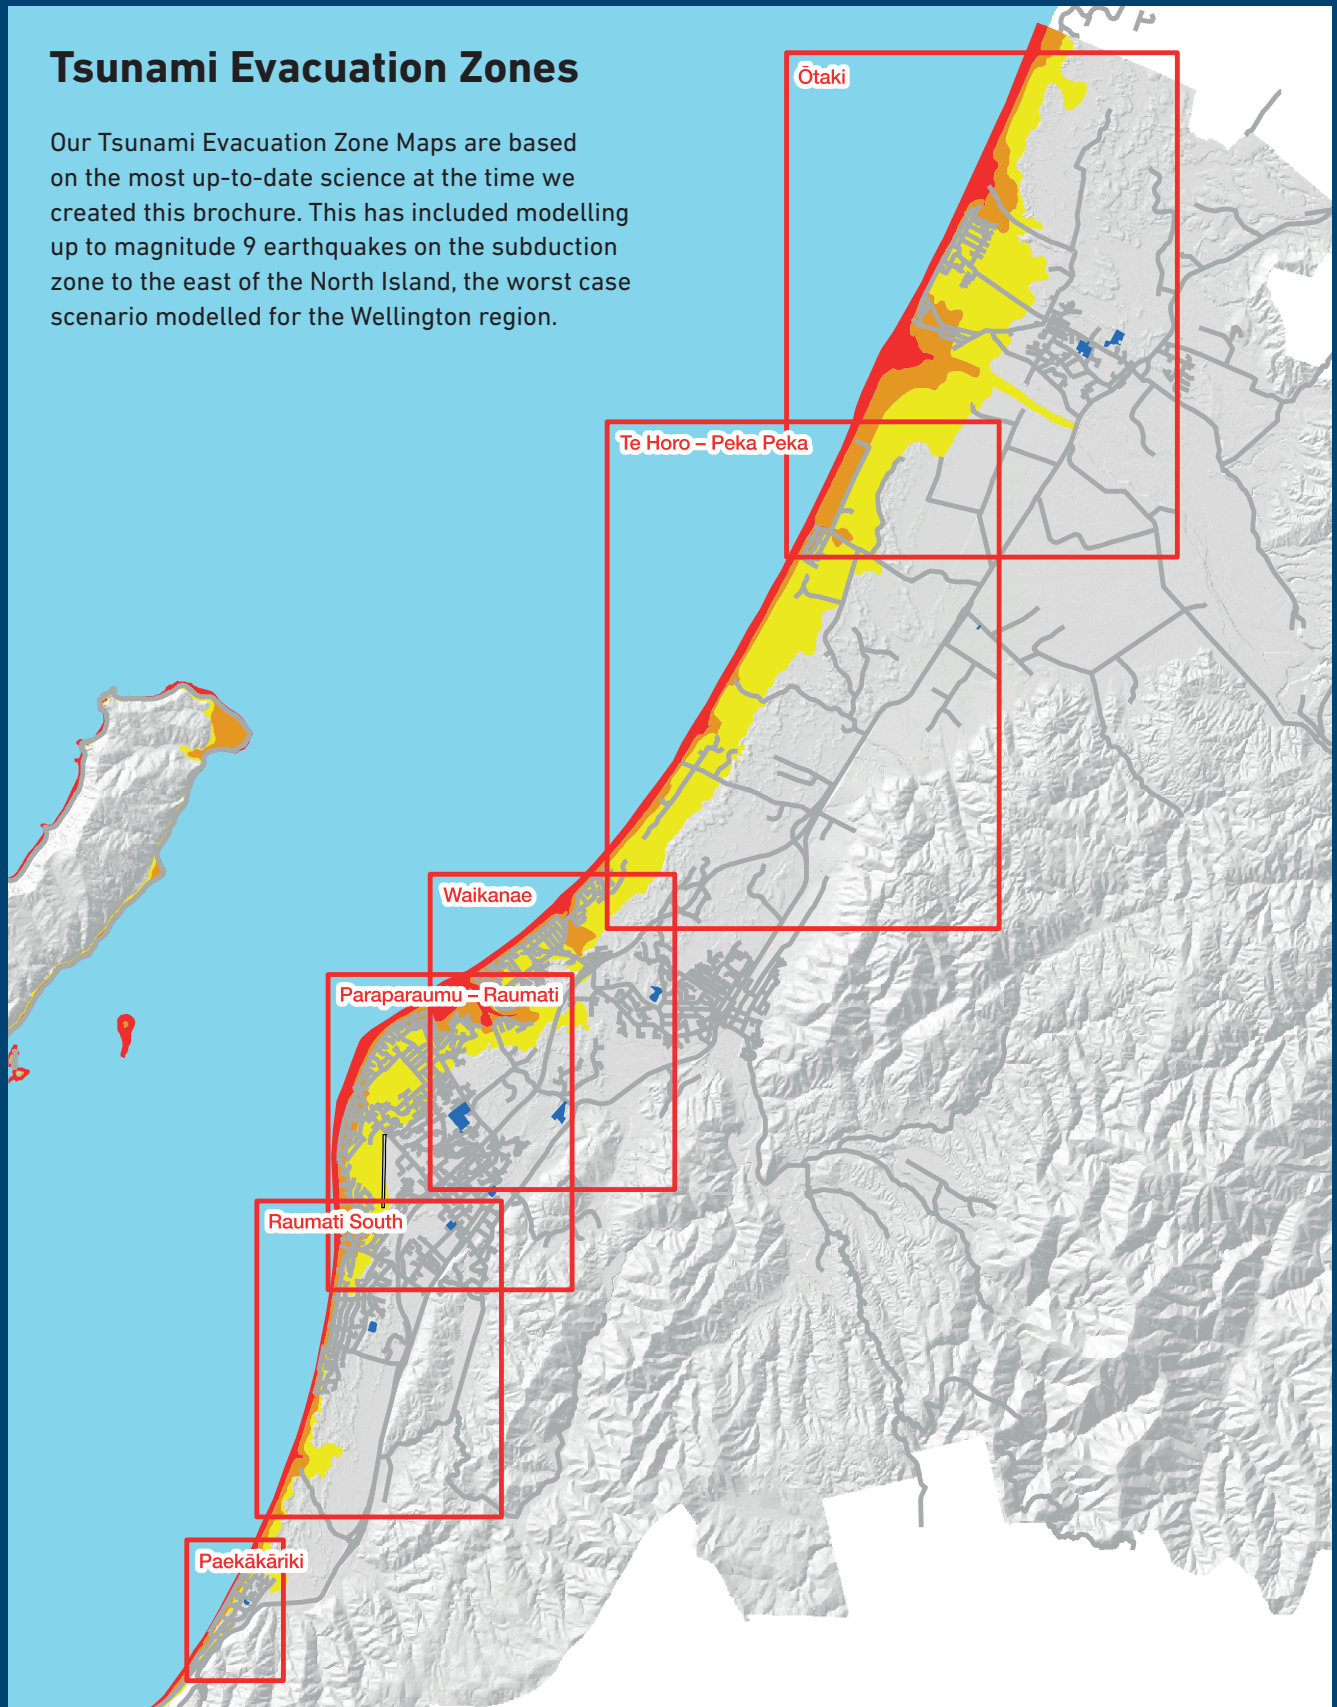 Tsunami Evacuation Zones
Our Tsunami Evacuation Zone Maps are based
on the most up-to-date science at the time we
created this brochure. This has included modelling
up to magnitude 9 earthquakes on the subduction
zone to the east of the North Island, the worst case
scenario modelled for the Wellington region.
Ōtaki
Te Horo – Peka Peka
Waikanae
Paraparaumu – Raumati
Raumati South
Paekākāriki